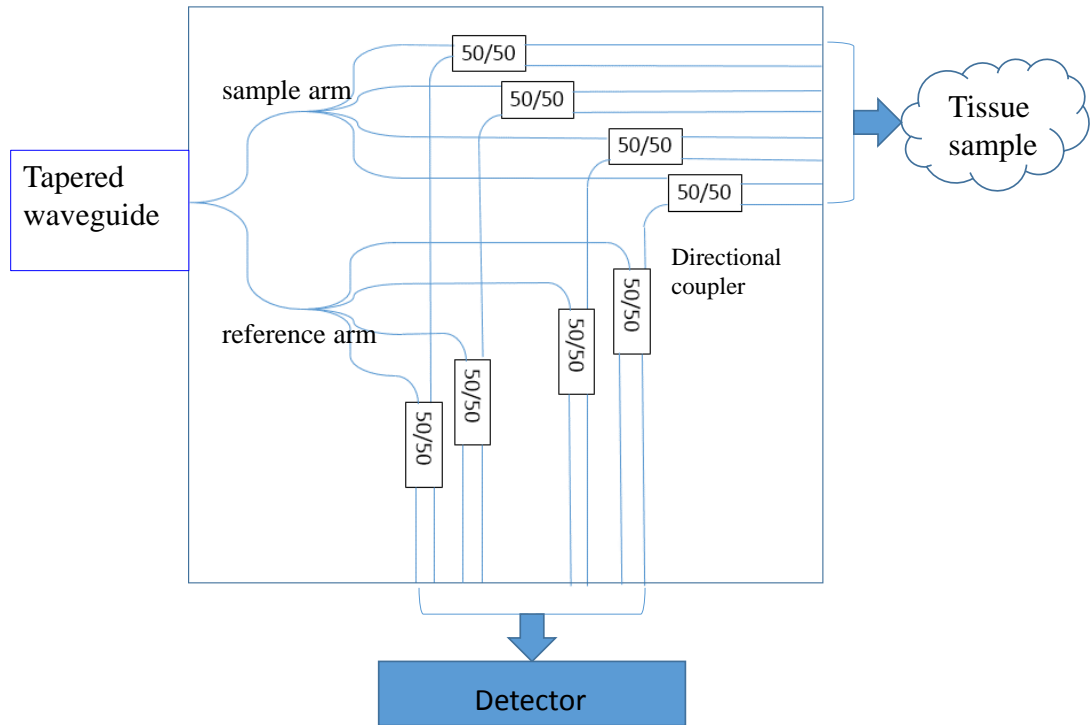 50/50
sample arm
50/50
Tissue
sample
50/50
Tapered
waveguide
50/50
Directional
coupler
50/50
reference arm
50/50
50/50
50/50
Detector